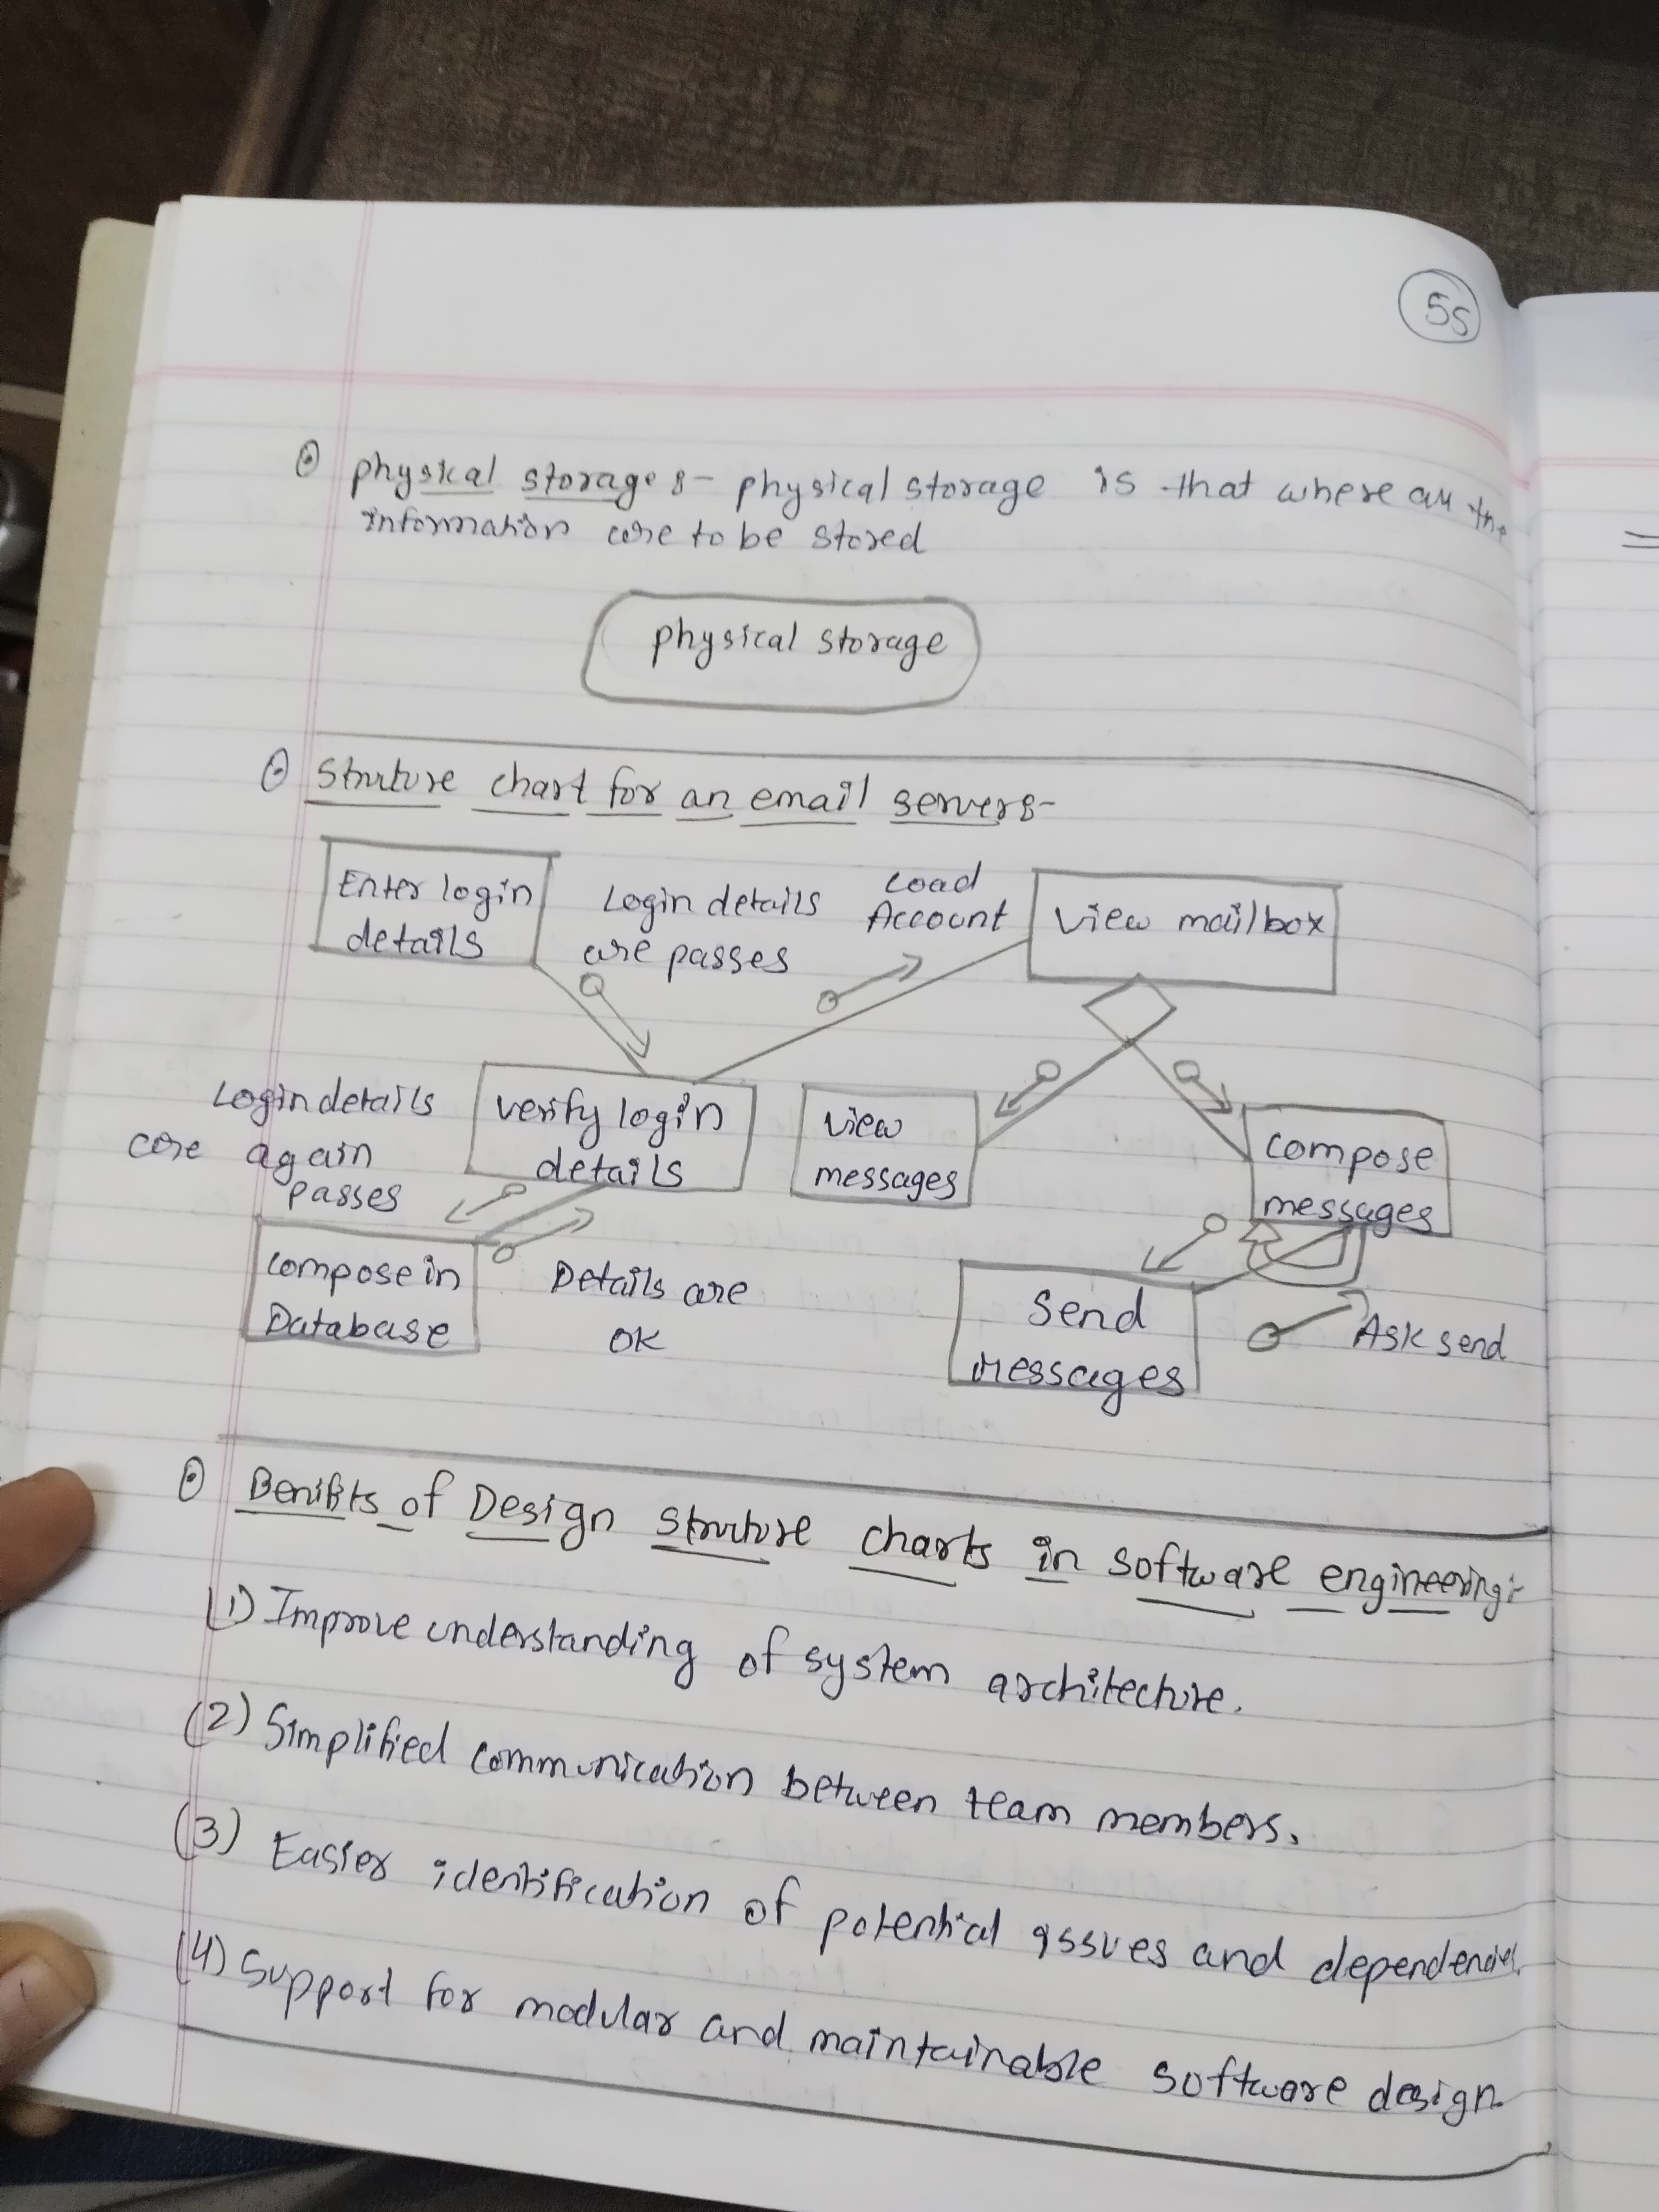 55
physical storage :- physical storage is that where all the
information are to be stored
physical storage
Struture chart for an email server :-
Enter login
details
Login details
are passes
Load
Account
View mailbox
Login details
are again
passes
verify login
details
view
messages
compose
messages
compose in
Database
Details are
OK
Send
messages
Ask send
Benifits of Design struture charts in software engineering:-
(1) Improve understanding of system architecture.
(2) Simplified communication between team members.
(3) Easier identification of potential issues and dependencies.
(4) Support for modular and maintainable software design.